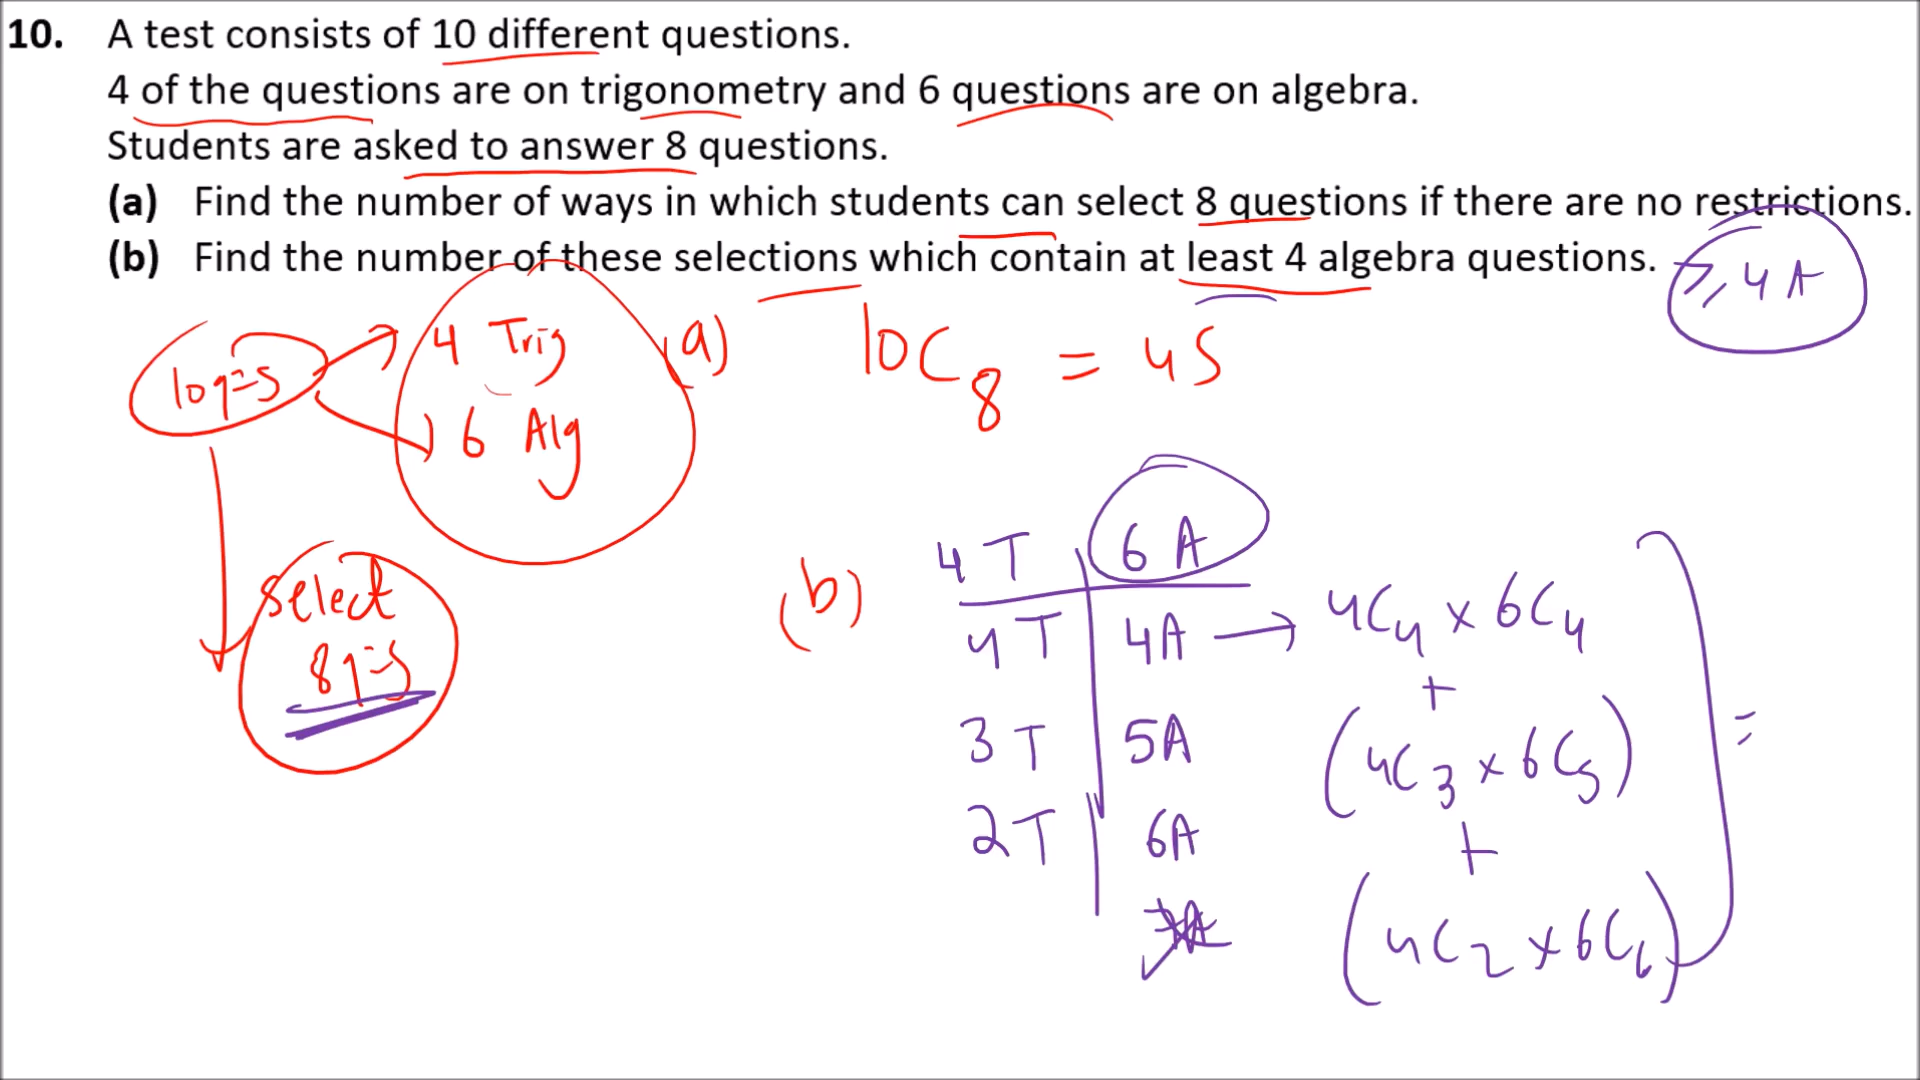 10. A test consists of 10 different questions.
4 of the questions are on trigonometry and 6 questions are on algebra.
Students are asked to answer 8 questions.
(a) Find the number of ways in which students can select 8 questions if there are no restrictions.
(b) Find the number of these selections which contain at least 4 algebra questions.
≥ 4 A
10q=s
4 Trig
6 Alg
(a) 10C8 = 45
select
8q=s
(b)
4T 6A
4T 4A → 4C4 × 6C4
+
3T 5A (4C3 × 6C5) =
+
2T 6A
(4C2 × 6C6)